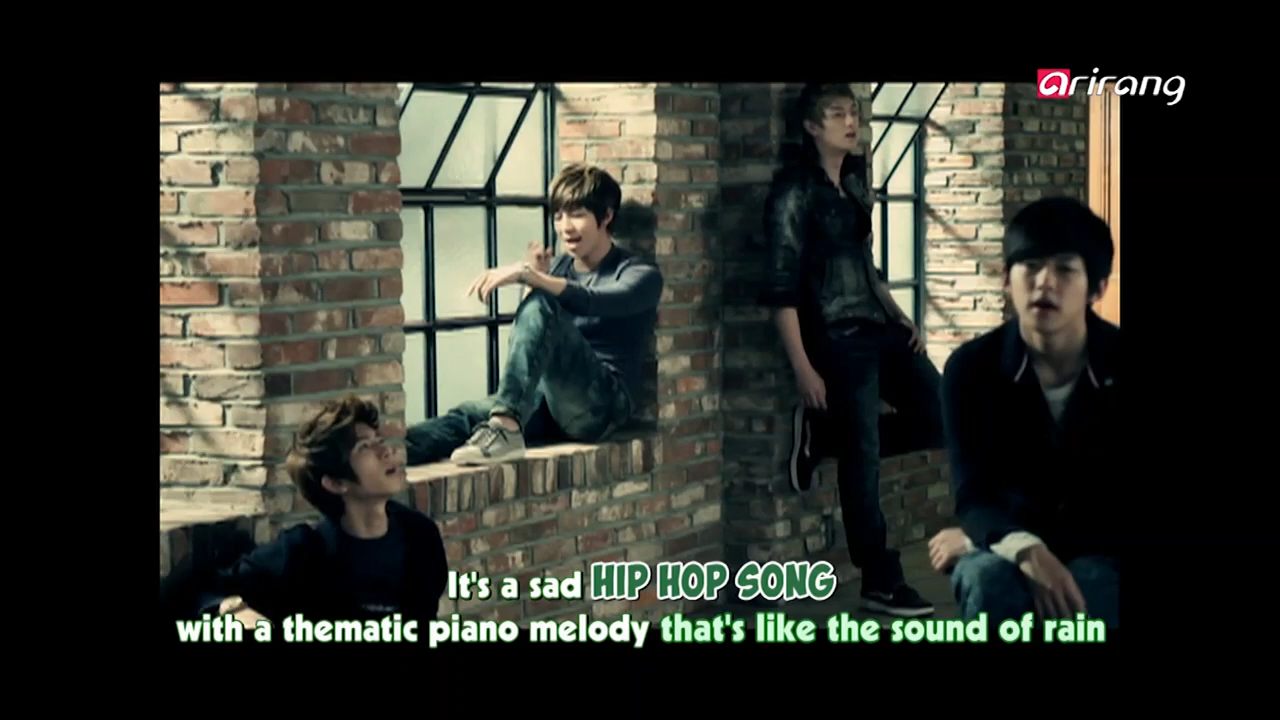 arirang
It's a sad HIP HOP SONG
with a thematic piano melody that's like the sound of rain